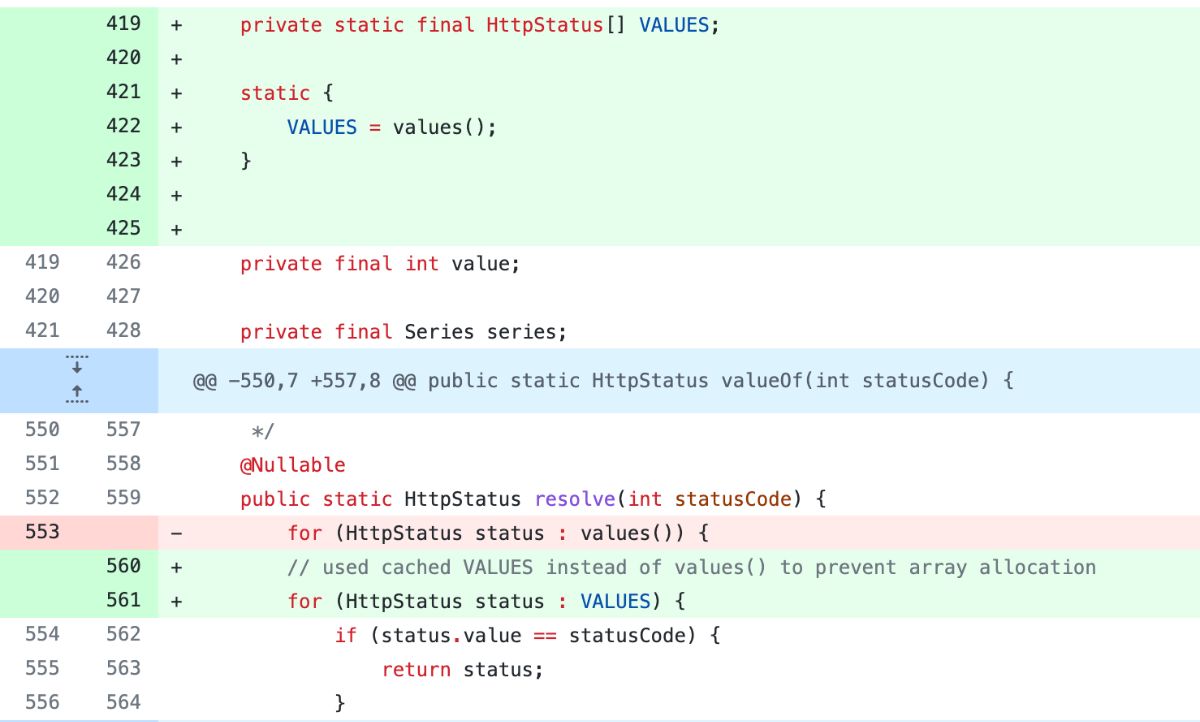 419 + private static final HttpStatus[] VALUES;
420 +
421 + static {
422 + VALUES = values();
423 + }
424 +
425 +
419 426 private final int value;
420 427
421 428 private final Series series;
@@ -550,7 +557,8 @@ public static HttpStatus valueOf(int statusCode) {
550 557 */
551 558 @Nullable
552 559 public static HttpStatus resolve(int statusCode) {
553 - for (HttpStatus status : values()) {
560 + // used cached VALUES instead of values() to prevent array allocation
561 + for (HttpStatus status : VALUES) {
554 562 if (status.value == statusCode) {
555 563 return status;
556 564 }